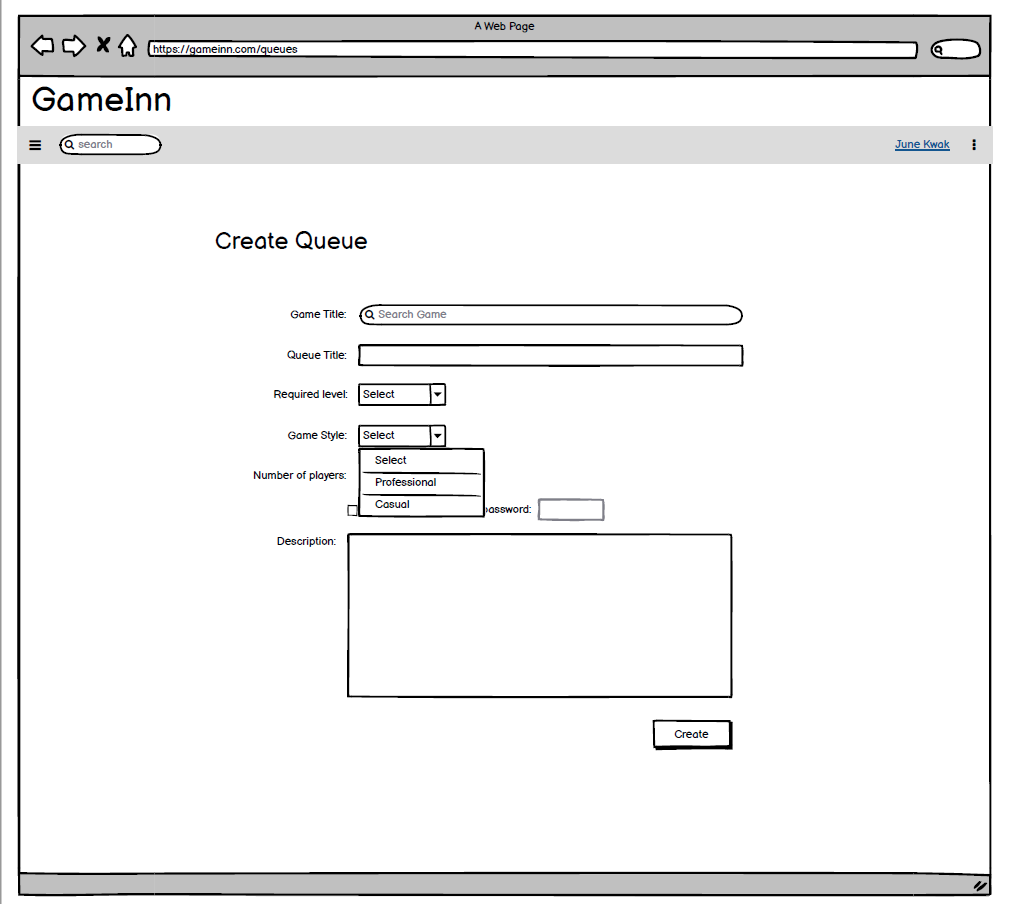 A Web Page
https://gameinn.com/queues
GameInn
search
June Kwak
Create Queue
Game Title: Search Game
Queue Title:
Required level: Select
Game Style: Select
Select
Number of players:
Professional
Casual
assword:
Description:
Create